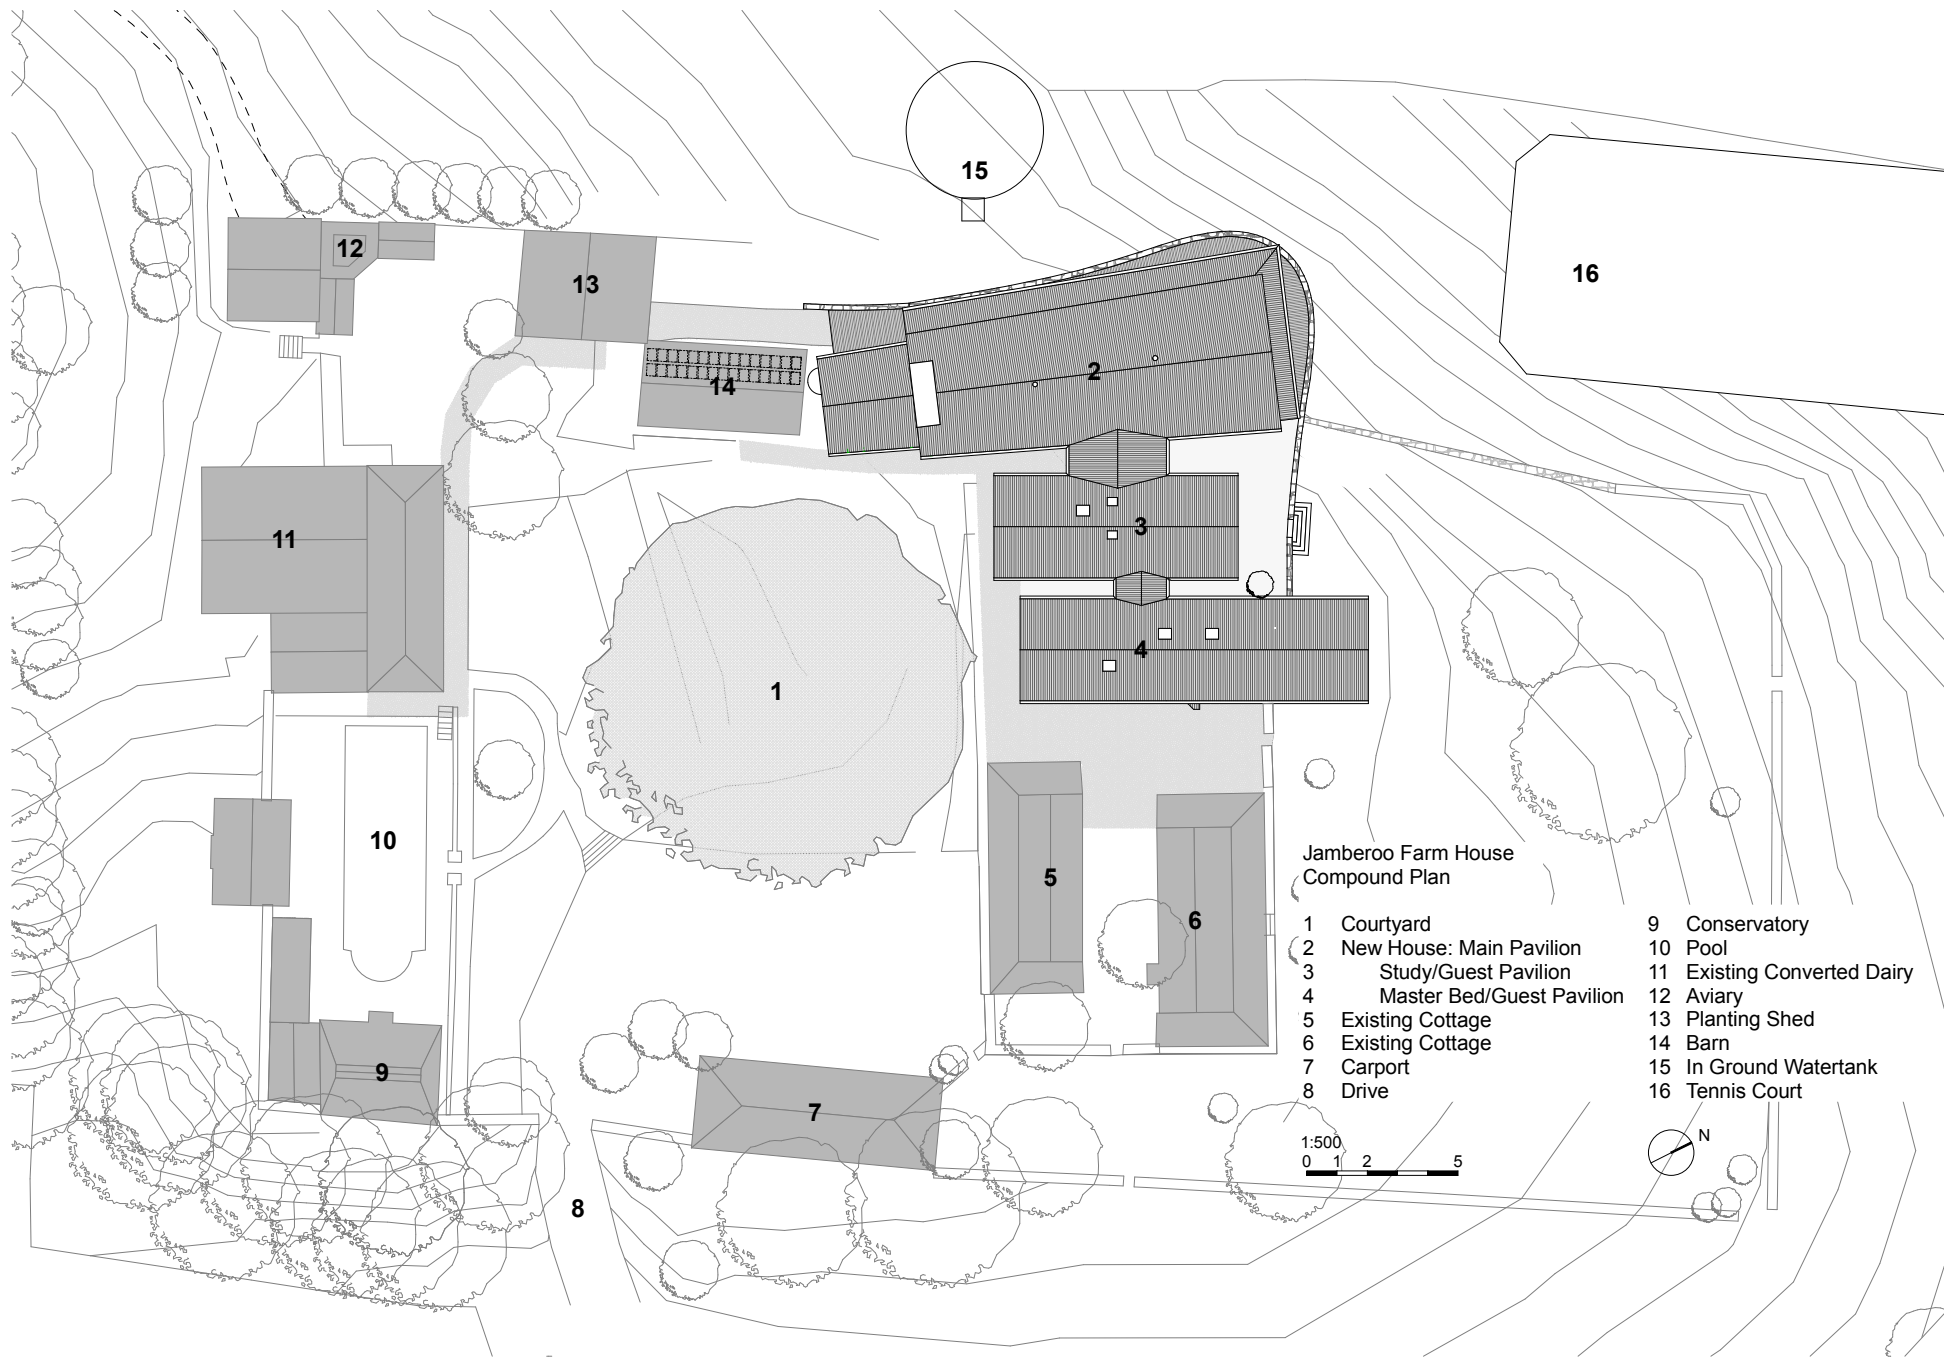 15
16
12
13
2
14
3
11
4
1
10
5
6
9
7
8
Jamberoo Farm House
Compound Plan
1 Courtyard
2 New House: Main Pavilion
3 Study/Guest Pavilion
4 Master Bed/Guest Pavilion
5 Existing Cottage
6 Existing Cottage
7 Carport
8 Drive
9 Conservatory
10 Pool
11 Existing Converted Dairy
12 Aviary
13 Planting Shed
14 Barn
15 In Ground Watertank
16 Tennis Court
1:500
0 1 2 5
N